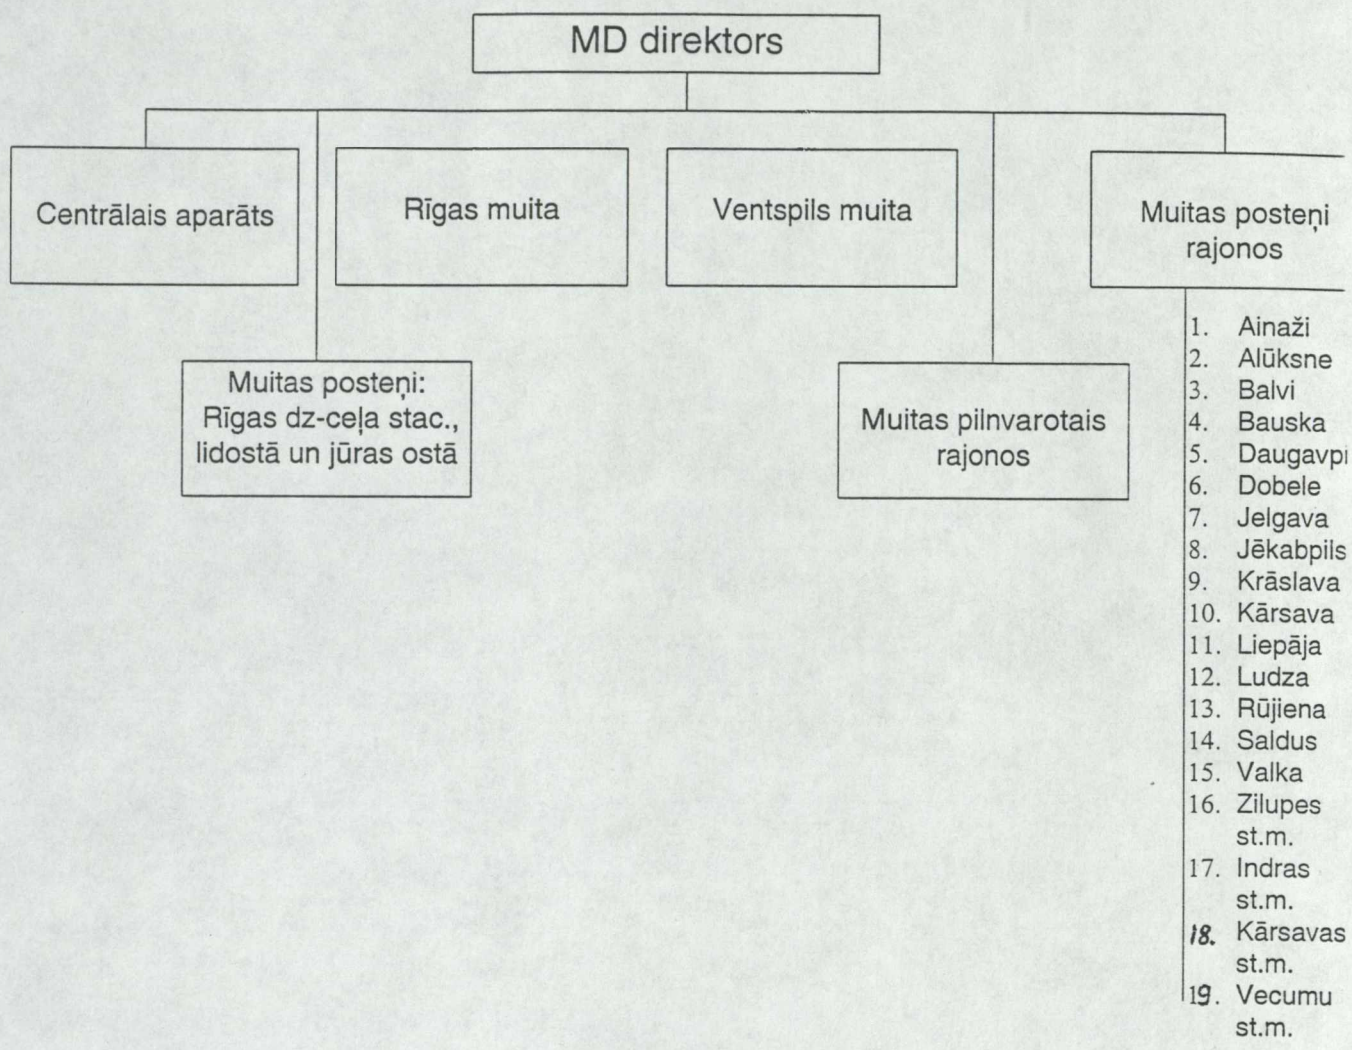 MD direktors
Centrālais aparāts
Rīgas muita
Ventspils muita
Muitas posteņi
rajonos
Muitas posteņi:
Rīgas dz-ceļa stac.,
lidostā un jūras ostā
Muitas pilnvarotais
rajonos
1. Ainaži
2. Alūksne
3. Balvi
4. Bauska
5. Daugavpi
6. Dobele
7. Jelgava
8. Jēkabpils
9. Krāslava
10. Kārsava
11. Liepāja
12. Ludza
13. Rūjiena
14. Saldus
15. Valka
16. Zilupes
st.m.
17. Indras
st.m.
18. Kārsavas
st.m.
19. Vecumu
st.m.